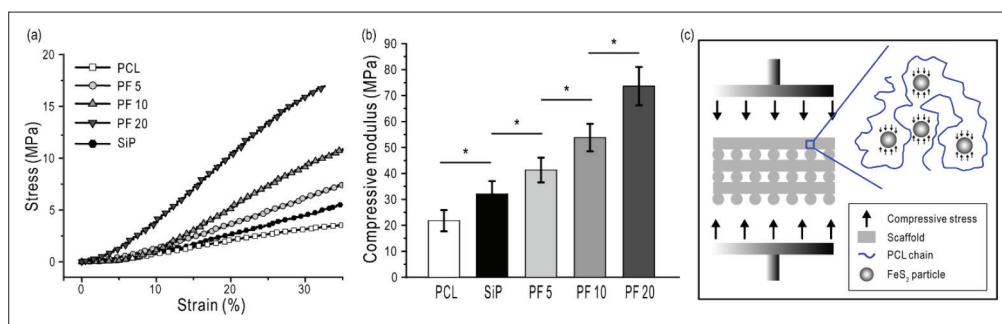 (a)
20
15
10
5
0
Stress (MPa)
PCL
PF 5
PF 10
PF 20
SiP
0 10 20 30
Strain (%)
(b)
90
80
70
60
50
40
30
20
10
0
Compressive modulus (MPa)
* * * *
PCL SiP PF 5 PF 10 PF 20
(c)
Compressive stress
Scaffold
PCL chain
FeS₂ particle